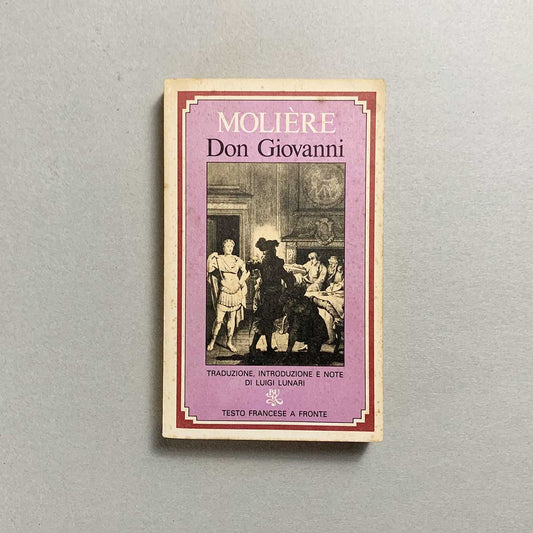 MOLIÈRE
Don Giovanni
TRADUZIONE, INTRODUZIONE E NOTE
DI LUIGI LUNARI
TESTO FRANCESE A FRONTE